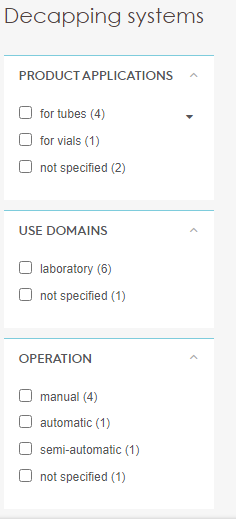 Decapping systems
PRODUCT APPLICATIONS
for tubes (4)
for vials (1)
not specified (2)
USE DOMAINS
laboratory (6)
not specified (1)
OPERATION
manual (4)
automatic (1)
semi-automatic (1)
not specified (1)